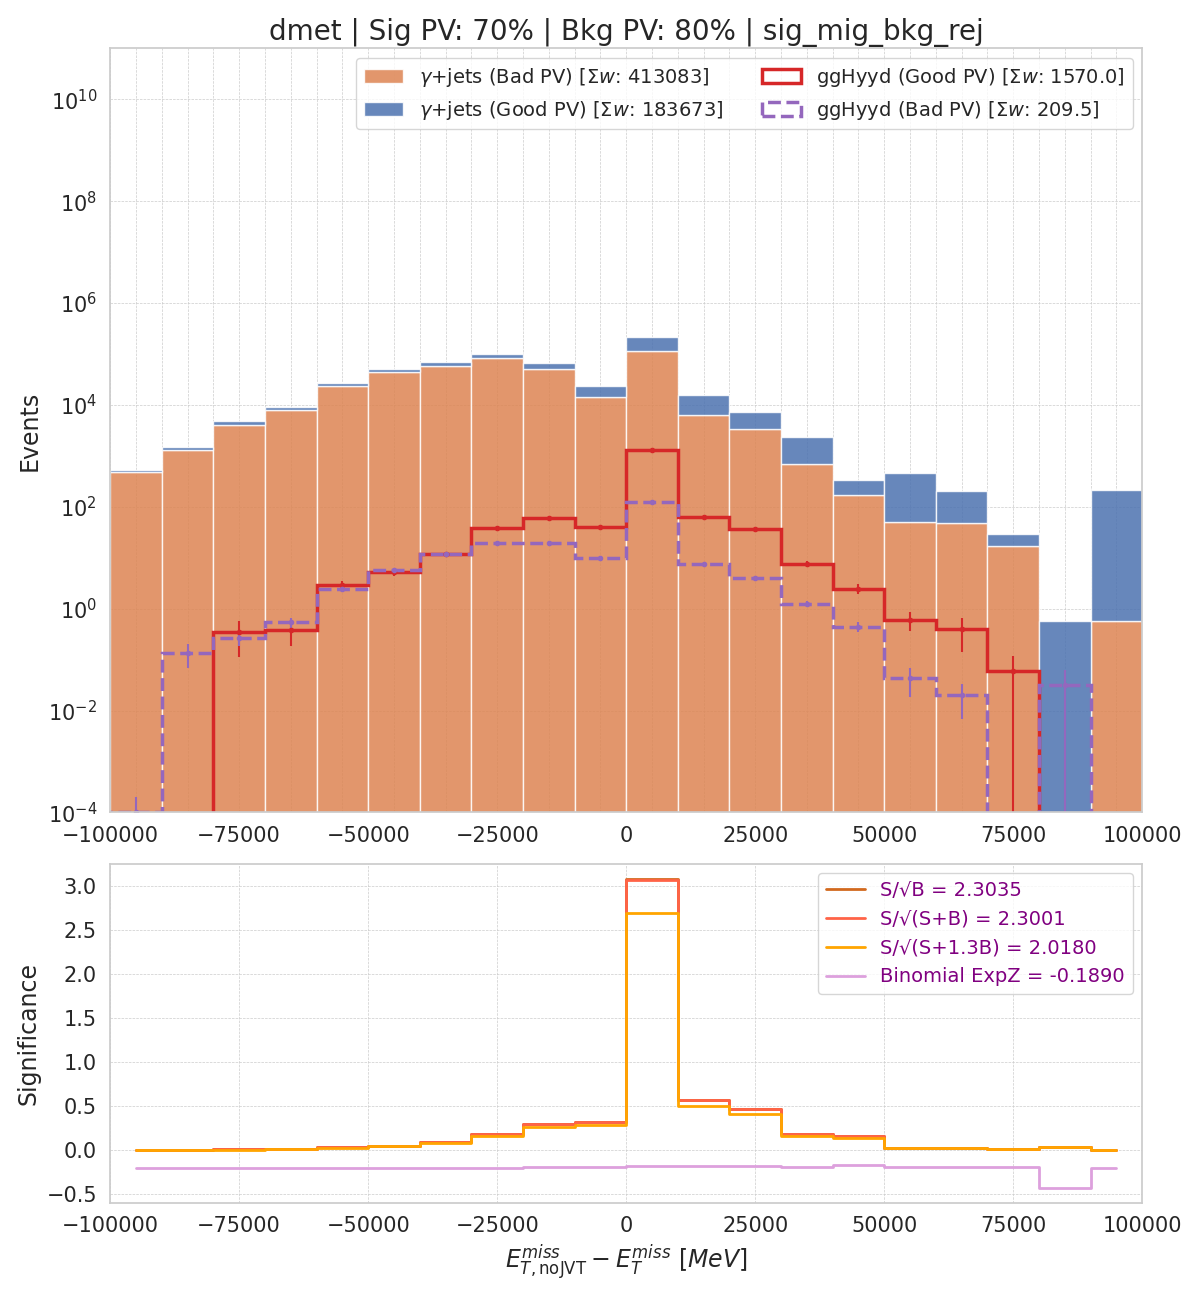 dmet | Sig PV: 70% | Bkg PV: 80% | sig_mig_bkg_rej
γ+jets (Bad PV) [Σw: 413083]
γ+jets (Good PV) [Σw: 183673]
ggHyyd (Good PV) [Σw: 1570.0]
ggHyyd (Bad PV) [Σw: 209.5]
Events
10^10
10^8
10^6
10^4
10^2
10^0
10^−2
10^−4
−100000 −75000 −50000 −25000 0 25000 50000 75000 100000
S/√B = 2.3035
S/√(S+B) = 2.3001
S/√(S+1.3B) = 2.0180
Binomial ExpZ = -0.1890
Significance
3.0
2.5
2.0
1.5
1.0
0.5
0.0
−0.5
−100000 −75000 −50000 −25000 0 25000 50000 75000 100000
E_{T,noJVT}^{miss} − E_T^{miss} [MeV]